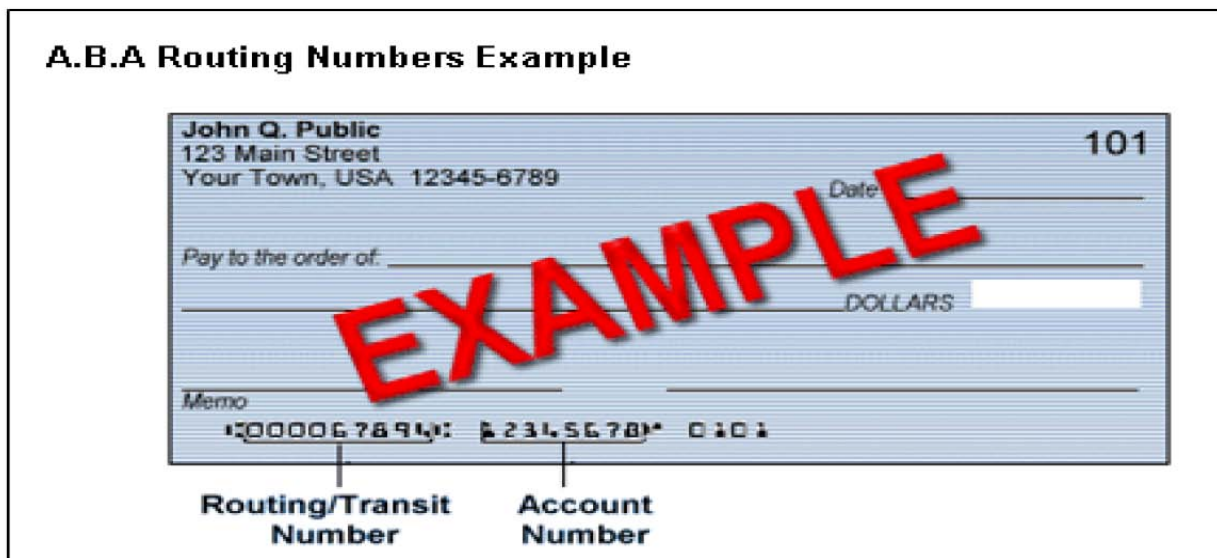 A.B.A Routing Numbers Example
John Q. Public
101
123 Main Street
Your Town, USA 12345-6789
Date
EXAMPLE
Pay to the order of:
DOLLARS
Memo
12345678 0101
Routing/Transit Number
Account Number